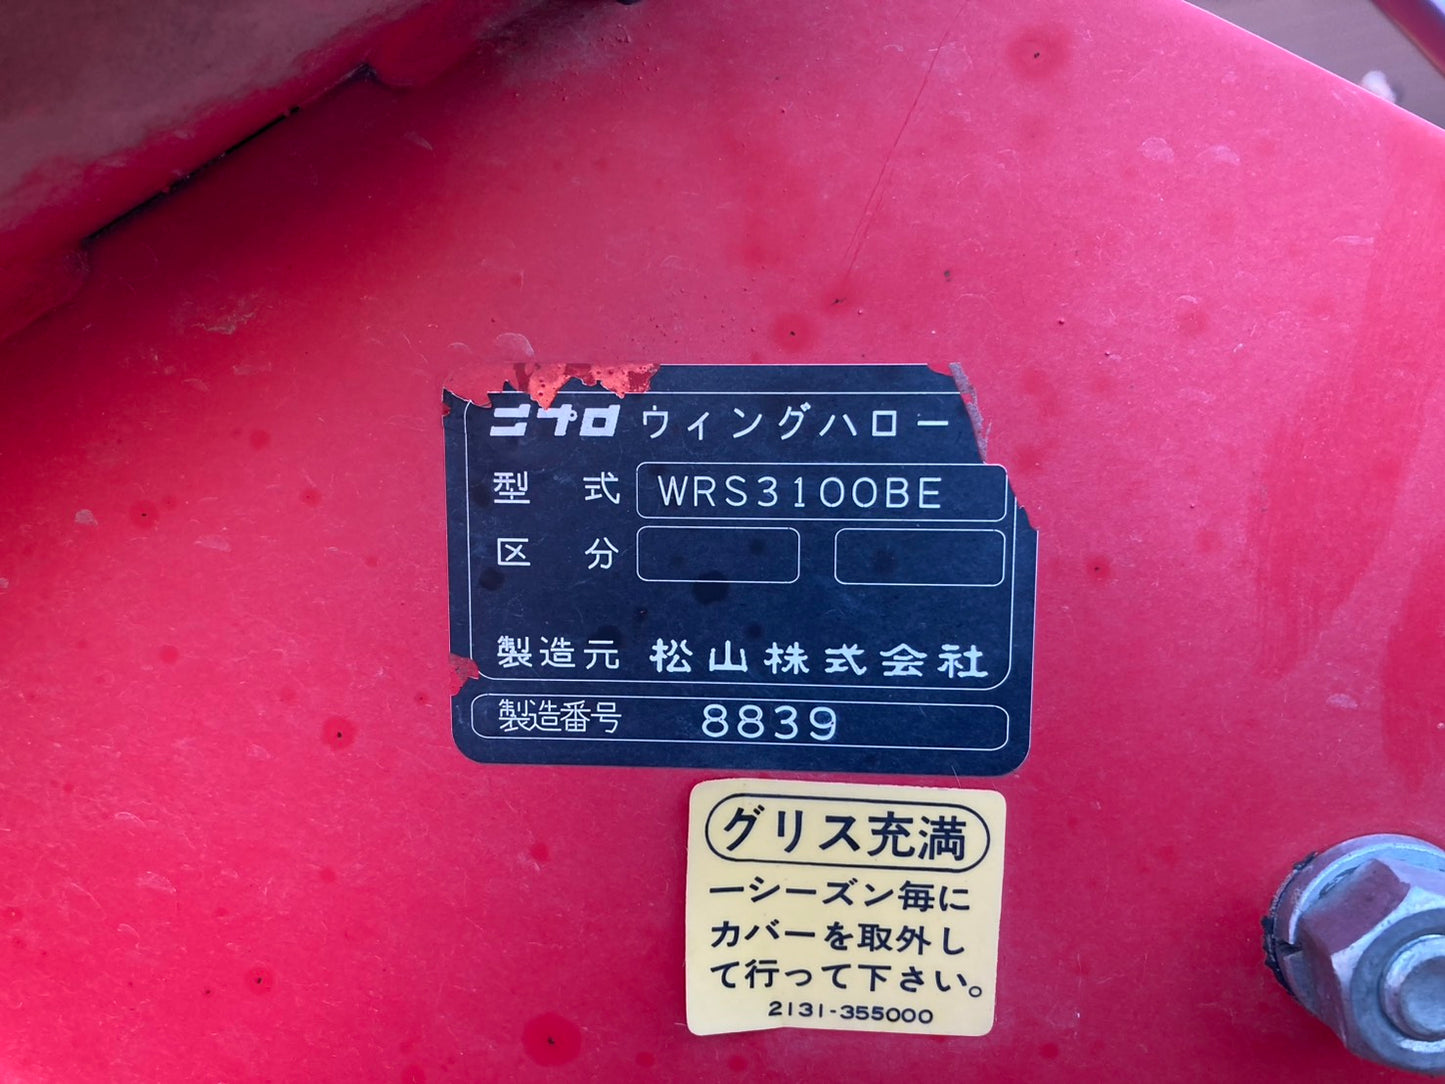 ニプロ ウィングハロー
型 式 WRS3100BE
区 分
製造元 松山株式会社
製造番号 8839
グリス充満
一シーズン毎に
カバーを取外し
て行って下さい。
2131-355000